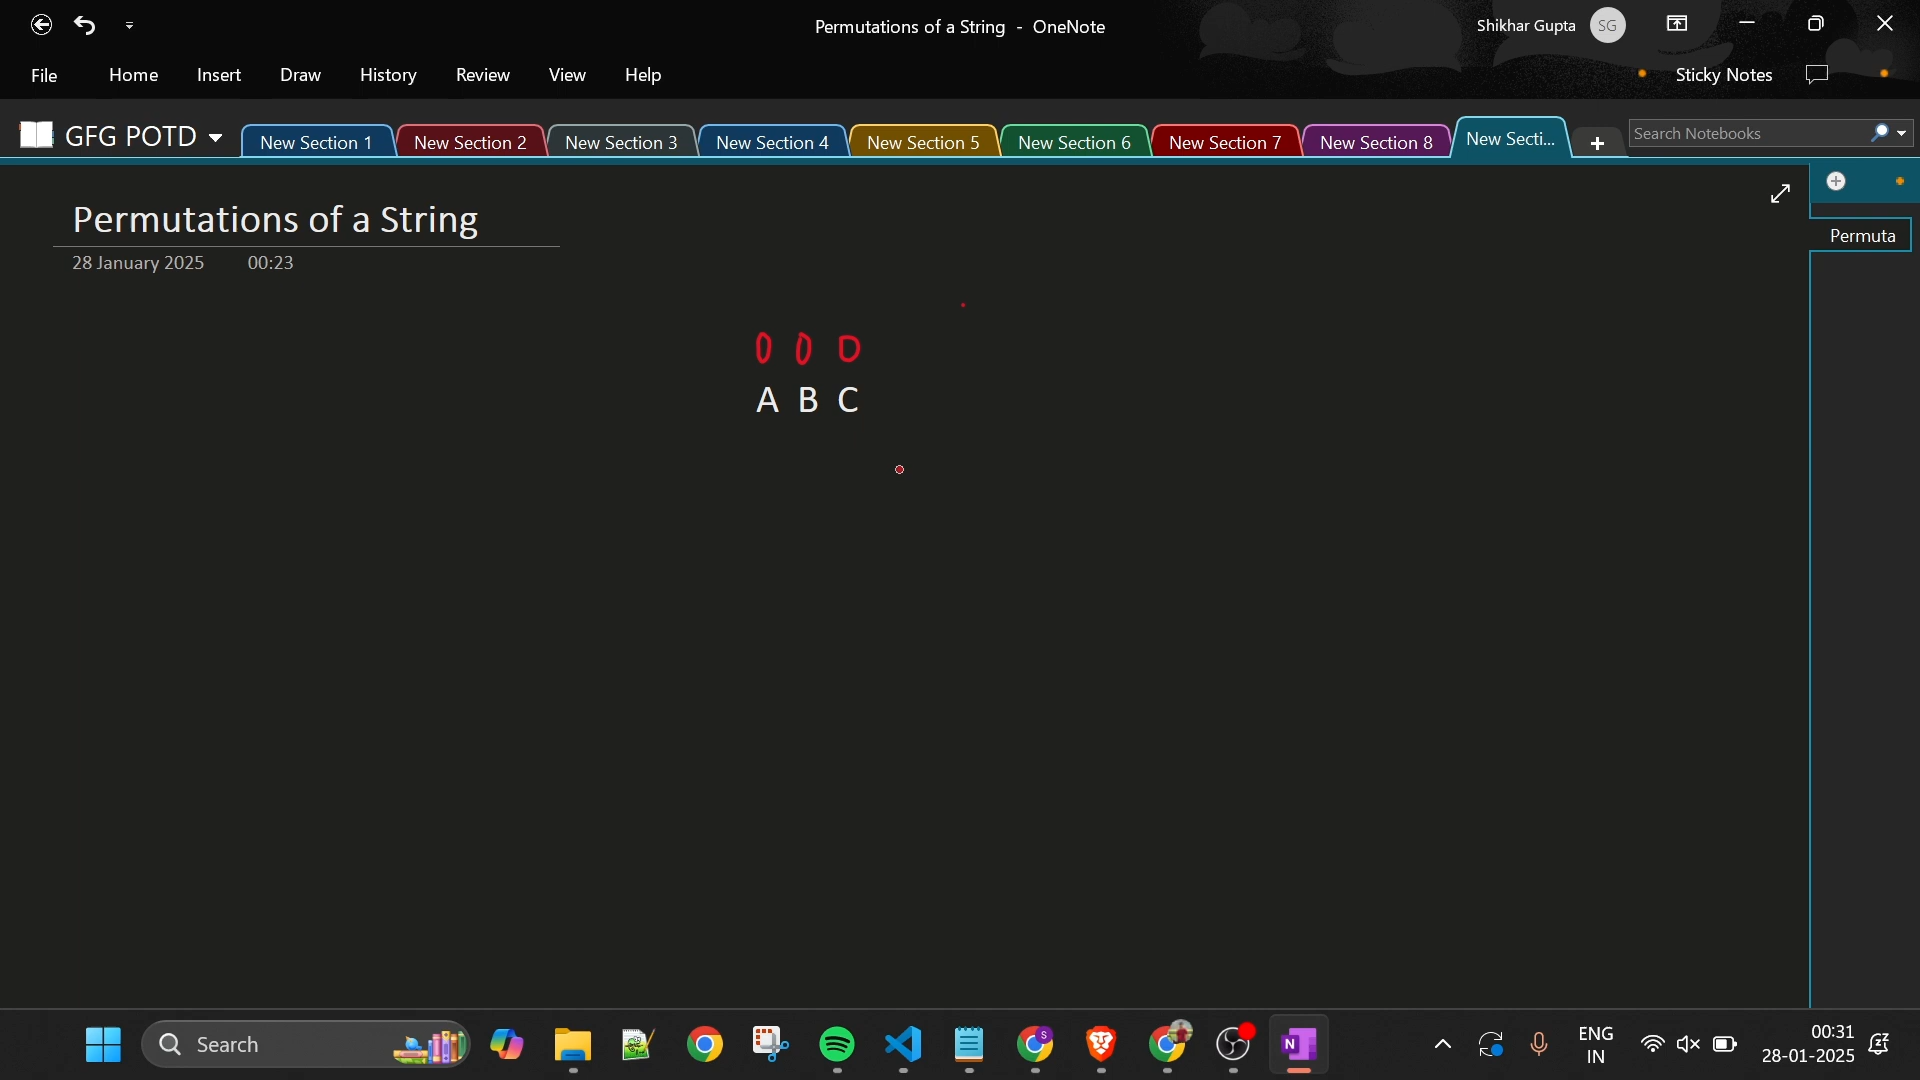 Permutations of a String - OneNote
Shikhar Gupta SG
File Home Insert Draw History Review View Help
Sticky Notes
GFG POTD
New Section 1 New Section 2 New Section 3 New Section 4 New Section 5 New Section 6 New Section 7 New Section 8 New Secti... +
Search Notebooks
Permutations of a String
Permuta
28 January 2025 00:23
0 0 D
A B C
Search
S
N
ENG
IN
00:31
28-01-2025